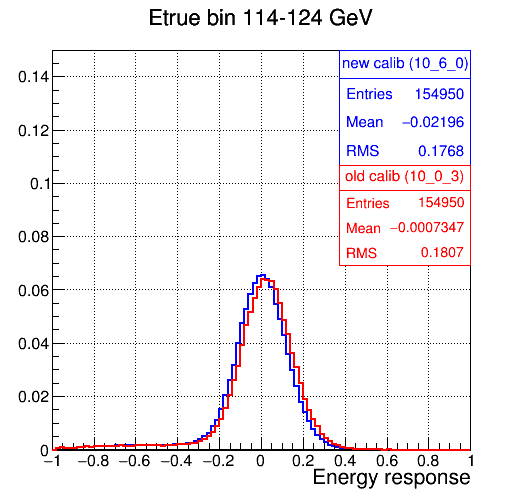 Etrue bin 114-124 GeV
new calib (10_6_0)
Entries 154950
Mean −0.02196
RMS 0.1768
old calib (10_0_3)
Entries 154950
Mean −0.0007347
RMS 0.1807
0.14
0.12
0.1
0.08
0.06
0.04
0.02
0
−1 −0.8 −0.6 −0.4 −0.2 0 0.2 0.4 0.6 0.8 1
Energy response